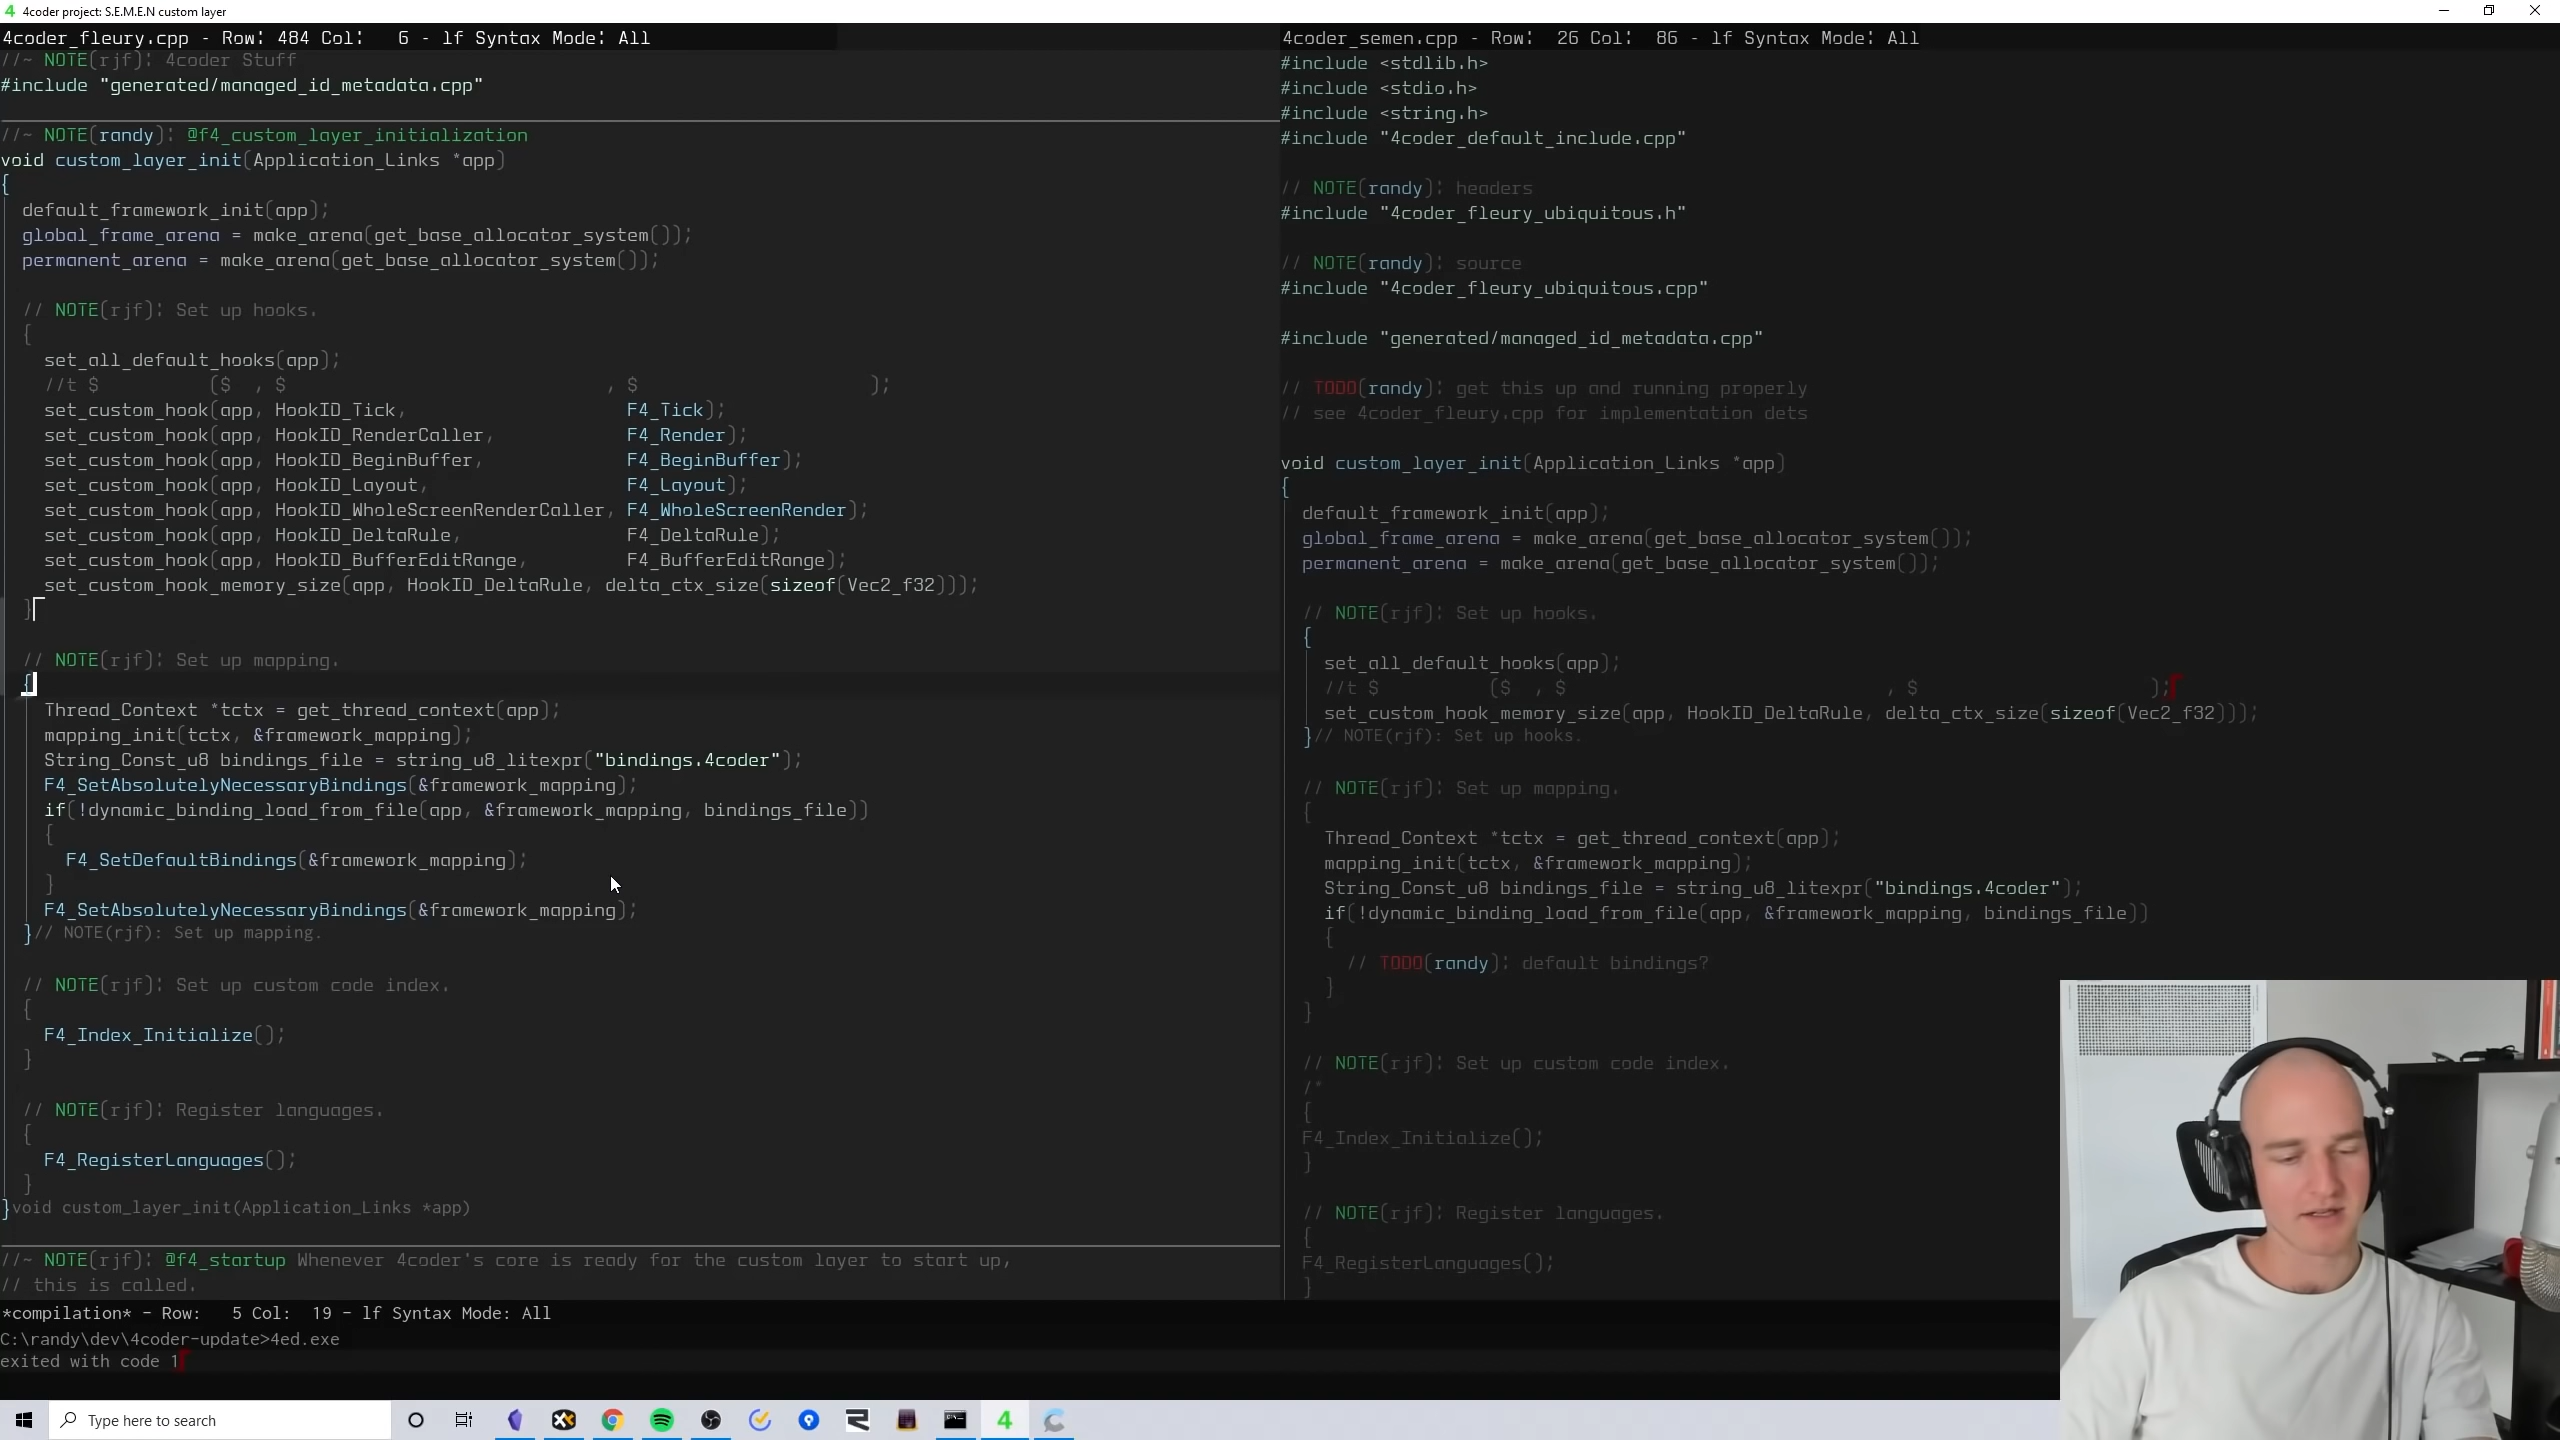 4coder project: S.E.M.E.N custom layer
4coder_fleury.cpp - Row: 484 Col:   6 - lf Syntax Mode: All
//~ NOTE(rjf): 4coder Stuff
#include "generated/managed_id_metadata.cpp"
//~ NOTE(randy): @f4_custom_layer_initialization
void custom_layer_init(Application_Links *app)
{
default_framework_init(app);
global_frame_arena = make_arena(get_base_allocator_system());
permanent_arena = make_arena(get_base_allocator_system());
// NOTE(rjf): Set up hooks.
{
set_all_default_hooks(app);
//t $          ($  , $                             , $                     );
set_custom_hook(app, HookID_Tick,                    F4_Tick);
set_custom_hook(app, HookID_RenderCaller,            F4_Render);
set_custom_hook(app, HookID_BeginBuffer,             F4_BeginBuffer);
set_custom_hook(app, HookID_Layout,                  F4_Layout);
set_custom_hook(app, HookID_WholeScreenRenderCaller, F4_WholeScreenRender);
set_custom_hook(app, HookID_DeltaRule,               F4_DeltaRule);
set_custom_hook(app, HookID_BufferEditRange,         F4_BufferEditRange);
set_custom_hook_memory_size(app, HookID_DeltaRule, delta_ctx_size(sizeof(Vec2_f32)));
}
// NOTE(rjf): Set up mapping.
{
Thread_Context *tctx = get_thread_context(app);
mapping_init(tctx, &framework_mapping);
String_Const_u8 bindings_file = string_u8_litexpr("bindings.4coder");
F4_SetAbsolutelyNecessaryBindings(&framework_mapping);
if(!dynamic_binding_load_from_file(app, &framework_mapping, bindings_file))
{
F4_SetDefaultBindings(&framework_mapping);
}
F4_SetAbsolutelyNecessaryBindings(&framework_mapping);
}// NOTE(rjf): Set up mapping.
// NOTE(rjf): Set up custom code index.
{
F4_Index_Initialize();
}
// NOTE(rjf): Register languages.
{
F4_RegisterLanguages();
}
}void custom_layer_init(Application_Links *app)
//~ NOTE(rjf): @f4_startup Whenever 4coder's core is ready for the custom layer to start up,
// this is called.
4coder_semen.cpp - Row:  26 Col:  86 - lf Syntax Mode: All
#include <stdlib.h>
#include <stdio.h>
#include <string.h>
#include "4coder_default_include.cpp"
// NOTE(randy): headers
#include "4coder_fleury_ubiquitous.h"
// NOTE(randy): source
#include "4coder_fleury_ubiquitous.cpp"
#include "generated/managed_id_metadata.cpp"
// TODO(randy): get this up and running properly
// see 4coder_fleury.cpp for implementation dets
void custom_layer_init(Application_Links *app)
{
default_framework_init(app);
global_frame_arena = make_arena(get_base_allocator_system());
permanent_arena = make_arena(get_base_allocator_system());
// NOTE(rjf): Set up hooks.
{
set_all_default_hooks(app);
//t $          ($  , $                             , $                     );
set_custom_hook_memory_size(app, HookID_DeltaRule, delta_ctx_size(sizeof(Vec2_f32)));
}// NOTE(rjf): Set up hooks.
// NOTE(rjf): Set up mapping.
{
Thread_Context *tctx = get_thread_context(app);
mapping_init(tctx, &framework_mapping);
String_Const_u8 bindings_file = string_u8_litexpr("bindings.4coder");
if(!dynamic_binding_load_from_file(app, &framework_mapping, bindings_file))
{
// TODO(randy): default bindings?
}
}
// NOTE(rjf): Set up custom code index.
/*
{
F4_Index_Initialize();
}
// NOTE(rjf): Register languages.
{
F4_RegisterLanguages();
}
*compilation* - Row:   5 Col:  19 - lf Syntax Mode: All
C:\randy\dev\4coder-update>4ed.exe
exited with code 1
Type here to search